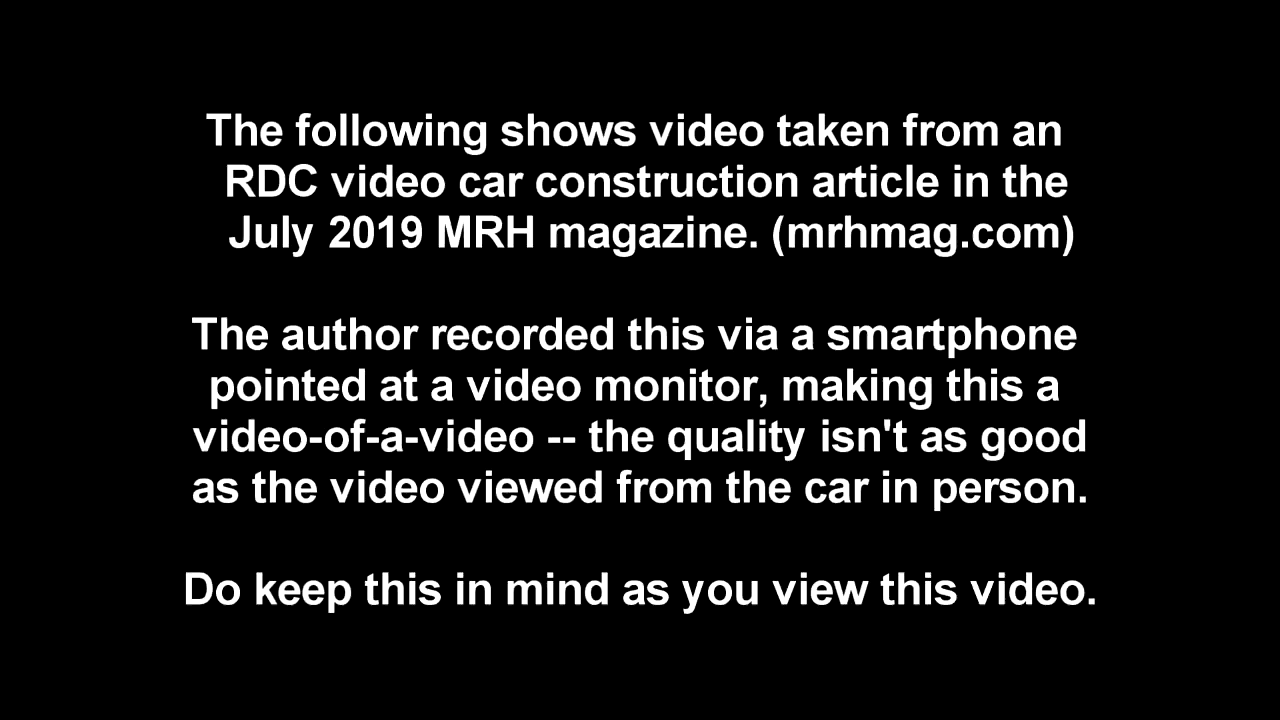 The following shows video taken from an
RDC video car construction article in the
July 2019 MRH magazine. (mrhmag.com)
The author recorded this via a smartphone
pointed at a video monitor, making this a
video-of-a-video -- the quality isn't as good
as the video viewed from the car in person.
Do keep this in mind as you view this video.